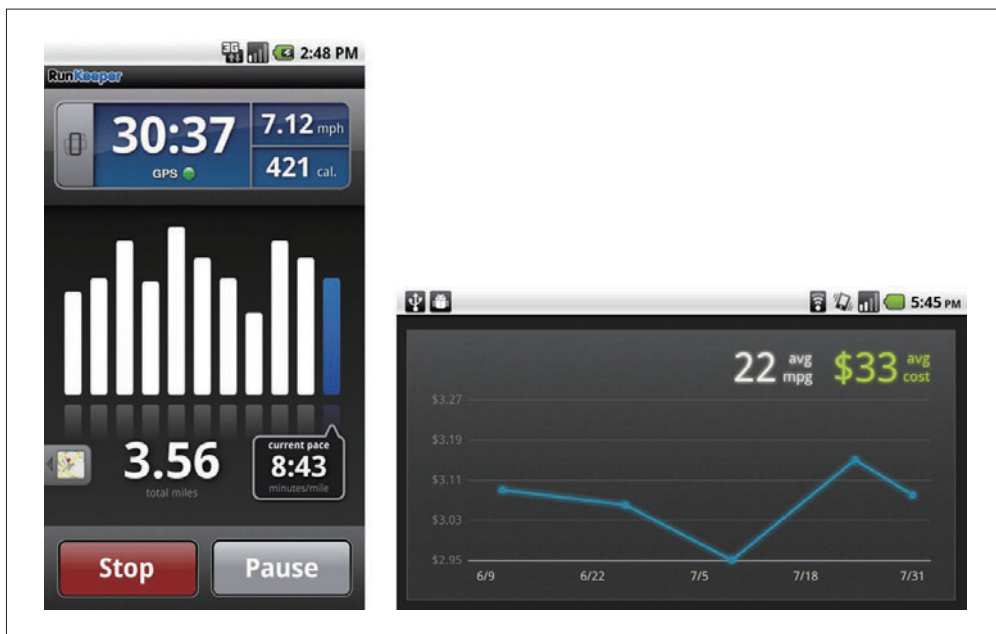 3G 2:48 PM
RunKeeper
30:37
7.12 mph
GPS
421 cal.
3.56
total miles
current pace
8:43
minutes/mile
Stop
Pause
5:45 PM
22 avg mpg
$33 avg cost
$3.27
$3.19
$3.11
$3.03
$2.95
6/9 6/22 7/5 7/18 7/31